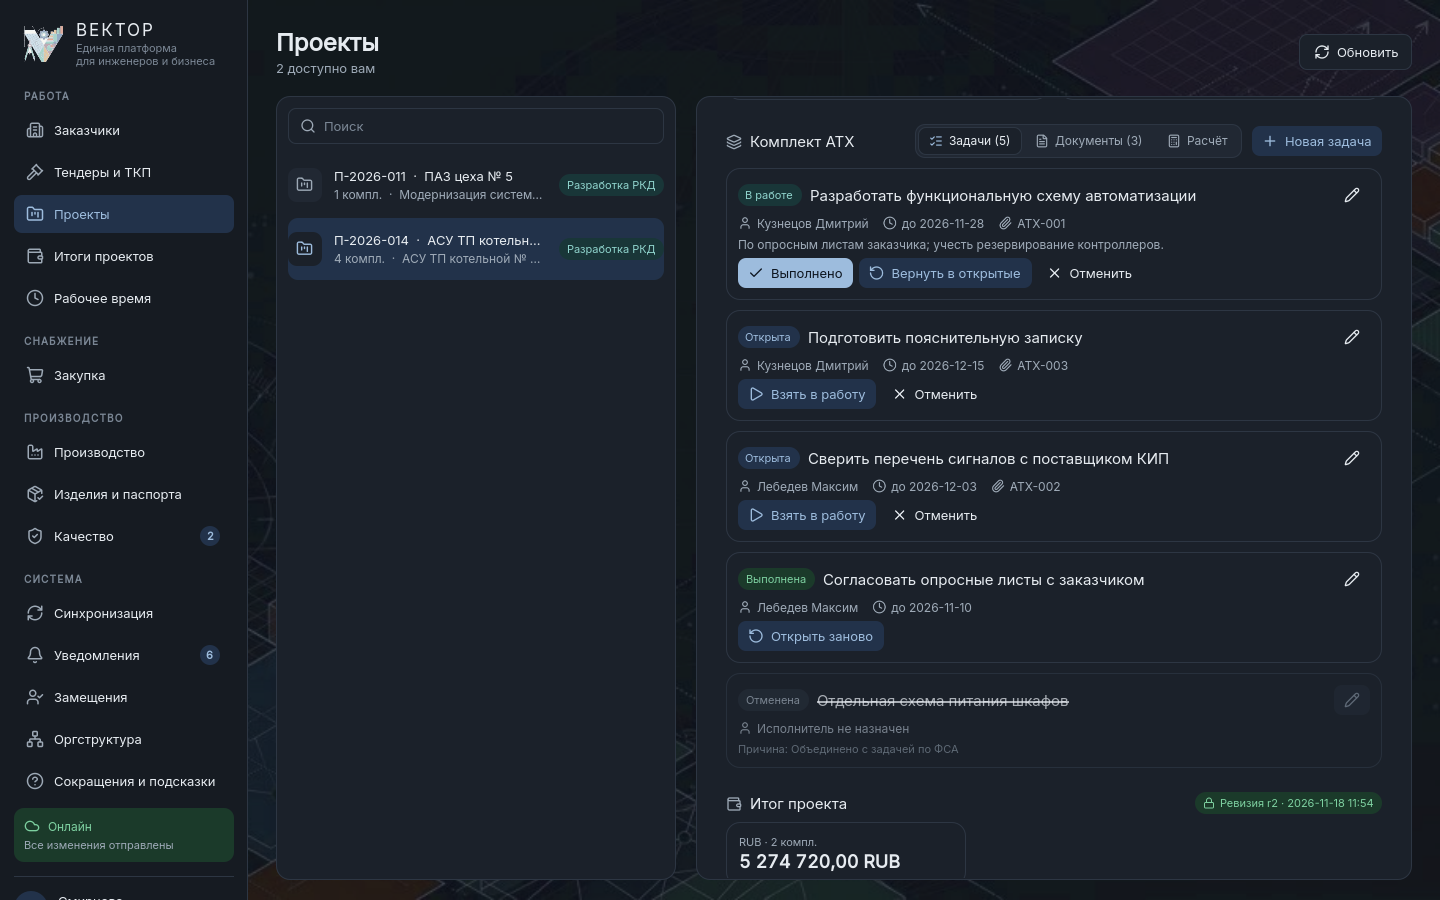 ВЕКТОР
Единая платформа
для инженеров и бизнеса
РАБОТА
Заказчики
Тендеры и ТКП
Проекты
Итоги проектов
Рабочее время
СНАБЖЕНИЕ
Закупка
ПРОИЗВОДСТВО
Производство
Изделия и паспорта
Качество 2
СИСТЕМА
Синхронизация
Уведомления 6
Замещения
Оргструктура
Сокращения и подсказки
Онлайн
Все изменения отправлены
Проекты
2 доступно вам
Обновить
Поиск
П-2026-011 · ПАЗ цеха № 5
1 компл. · Модернизация систем...
Разработка РКД
П-2026-014 · АСУ ТП котельн...
4 компл. · АСУ ТП котельной № ...
Разработка РКД
Комплект АТХ
Задачи (5) Документы (3) Расчёт
Новая задача
В работе Разработать функциональную схему автоматизации
Кузнецов Дмитрий до 2026-11-28 АТХ-001
По опросным листам заказчика; учесть резервирование контроллеров.
Выполнено Вернуть в открытые Отменить
Открыта Подготовить пояснительную записку
Кузнецов Дмитрий до 2026-12-15 АТХ-003
Взять в работу Отменить
Открыта Сверить перечень сигналов с поставщиком КИП
Лебедев Максим до 2026-12-03 АТХ-002
Взять в работу Отменить
Выполнена Согласовать опросные листы с заказчиком
Лебедев Максим до 2026-11-10
Открыть заново
Отменена Отдельная схема питания шкафов
Исполнитель не назначен
Причина: Объединено с задачей по ФСА
Итог проекта
Ревизия r2 · 2026-11-18 11:54
RUB · 2 компл.
5 274 720,00 RUB